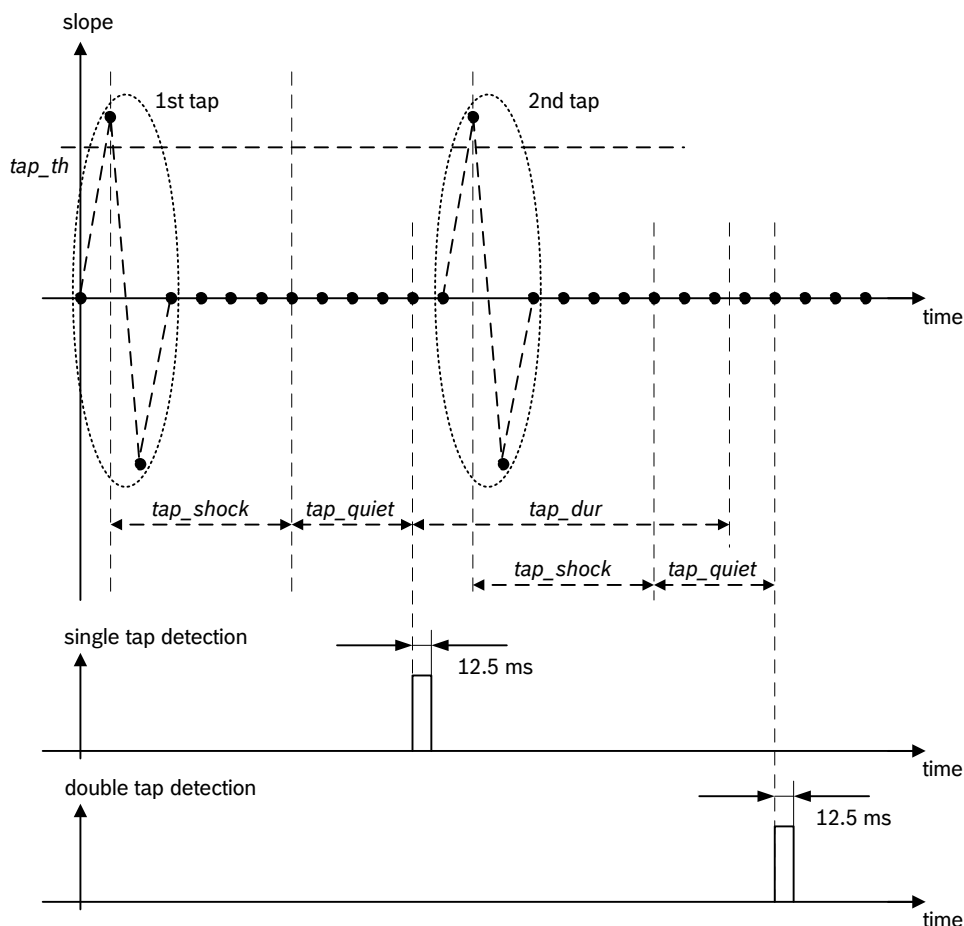 slope
1st tap
2nd tap
tap_th
time
tap_shock
tap_quiet
tap_dur
tap_shock
tap_quiet
single tap detection
12.5 ms
time
double tap detection
12.5 ms
time